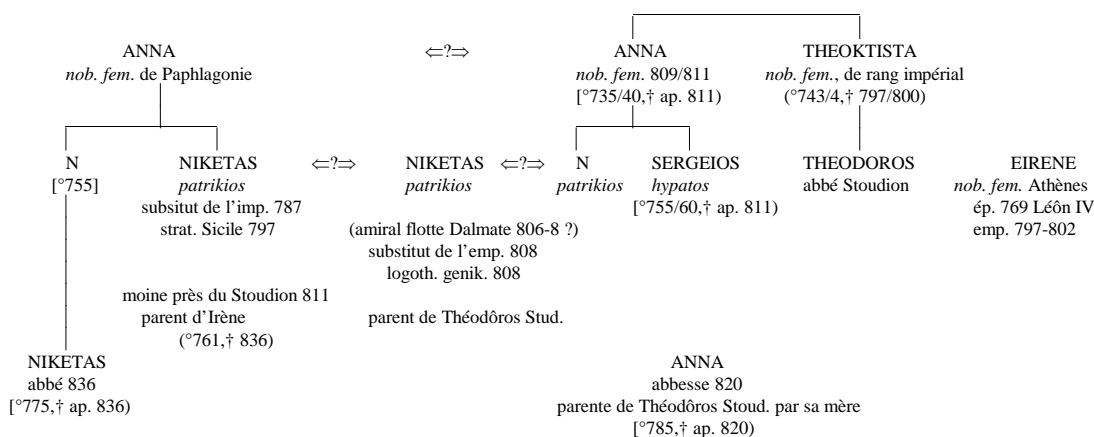 ANNA ⇐?⇒ ANNA THEOKTISTA
nob. fem. de Paphlagonie nob. fem. 809/811 nob. fem., de rang impérial
[°735/40,† ap. 811) (°743/4,† 797/800)
N NIKETAS ⇐?⇒ NIKETAS ⇐?⇒ N SERGEIOS THEODOROS EIRENE
[°755] patrikios patrikios patrikios hypatos abbé Stoudion nob. fem. Athènes
subsitut de l'imp. 787 [°755/60,† ap. 811) ép. 769 Léôn IV
strat. Sicile 797 (amiral flotte Dalmate 806-8 ?) emp. 797-802
substitut de l'emp. 808
logoth. genik. 808
moine près du Stoudion 811
parent d'Irène parent de Théodôros Stud.
(°761,† 836)
NIKETAS ANNA
abbé 836 abbesse 820
[°775,† ap. 836) parente de Théodôros Stoud. par sa mère
[°785,† ap. 820)